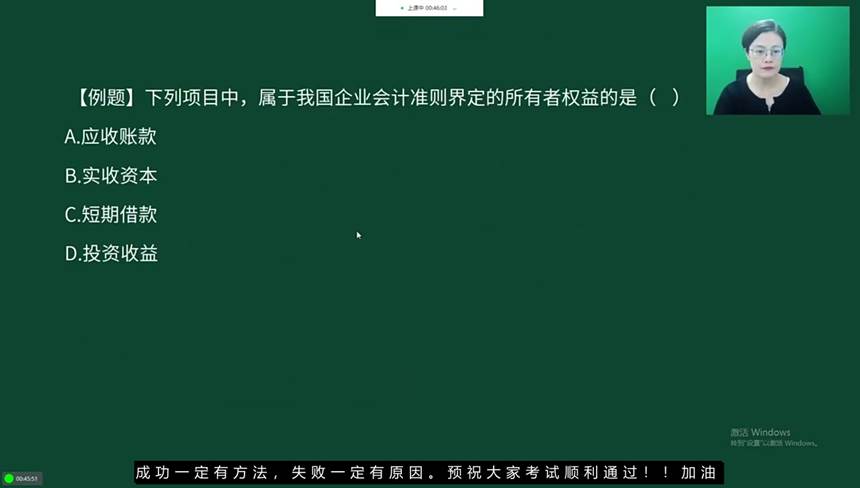 上课中 00:46:02
【例题】下列项目中，属于我国企业会计准则界定的所有者权益的是（ ）
A.应收账款
B.实收资本
C.短期借款
D.投资收益
激活 Windows
转到"设置"以激活 Windows。
00:45:51
成功一定有方法，失败一定有原因。预祝大家考试顺利通过！！加油